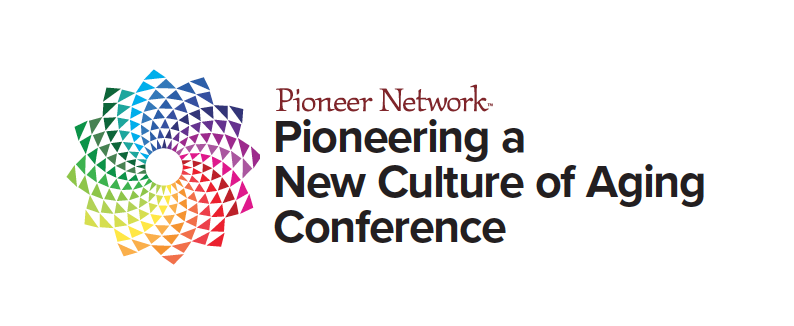 Pioneer Network™
Pioneering a
New Culture of Aging
Conference